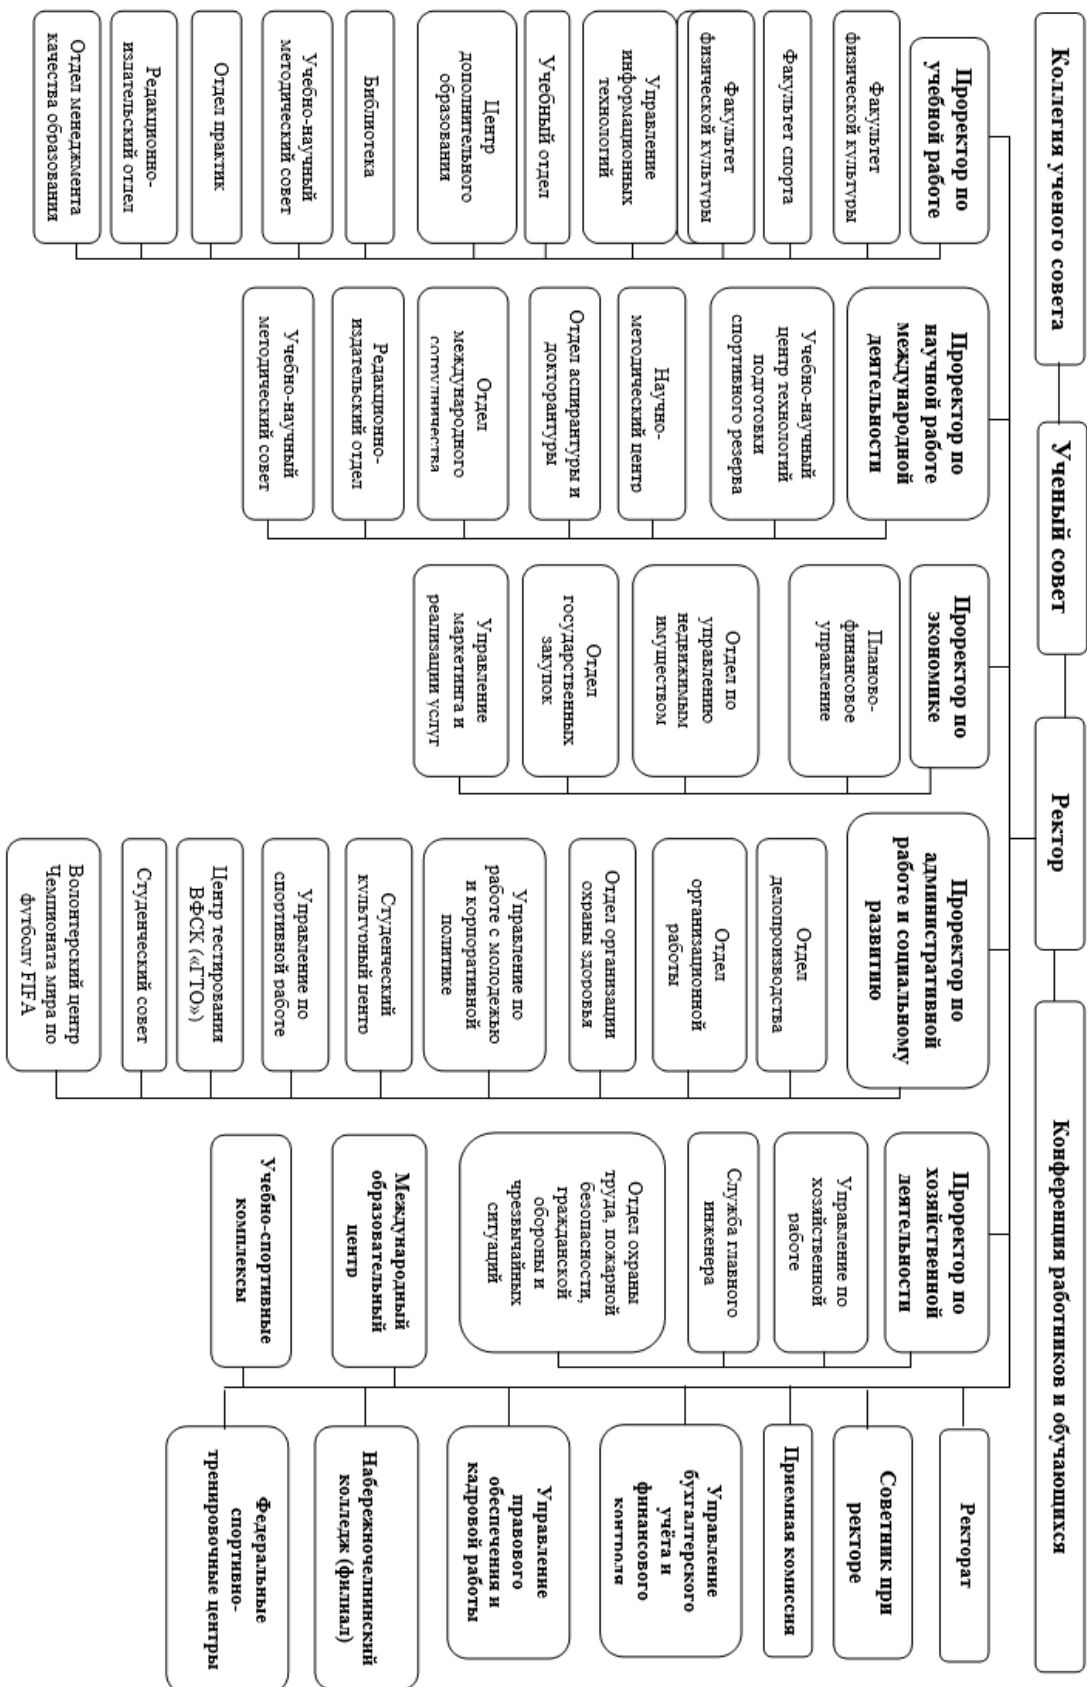 Коллегия ученого совета
Ученый совет
Ректор
Конференция работников и обучающихся
Проректор по
учебной работе
Факультет
физической культуры
Факультет спорта
Факультет
физической культуры
Управление
информационных
технологий
Учебный отдел
Центр
дополнительного
образования
Библиотека
Учебно-научный
методический совет
Отдел практик
Редакционно-
издательский отдел
Отдел менеджмента
качества образования
Проректор по
научной работе
международной
деятельности
Учебно-научный
центр технологий
подготовки
спортивного резерва
Научно-
методический центр
Отдел аспирантуры и
докторантуры
Отдел
международного
сотрудничества
Редакционно-
издательский отдел
Учебно-научный
методический совет
Проректор по
экономике
Планово-
финансовое
управление
Отдел по
управлению
недвижимым
имуществом
Отдел
государственных
закупок
Управление
маркетинга и
реализации услуг
Проректор по
административной
работе и социальному
развитию
Отдел
делопроизводства
Отдел
организационной
работы
Отдел организации
охраны здоровья
Управление по
работе с молодежью
и корпоративной
политике
Студенческий
культурный центр
Управление по
спортивной работе
Центр тестирования
ВФСК («ГТО»)
Студенческий совет
Волонтерский центр
Чемпионата мира по
футболу FIFA
Проректор по
хозяйственной
деятельности
Управление по
хозяйственной
работе
Служба главного
инженера
Отдел охраны
труда, пожарной
безопасности,
гражданской
обороны и
чрезвычайных
ситуаций
Международный
образовательный
центр
Учебно-спортивные
комплексы
Ректорат
Советник при
ректоре
Приемная комиссия
Управление
бухгалтерского
учёта и
финансового
контроля
Управление
правового
обеспечения и
кадровой работы
Набережночелнинский
колледж (филиал)
Федеральные
спортивно-
тренировочные центры